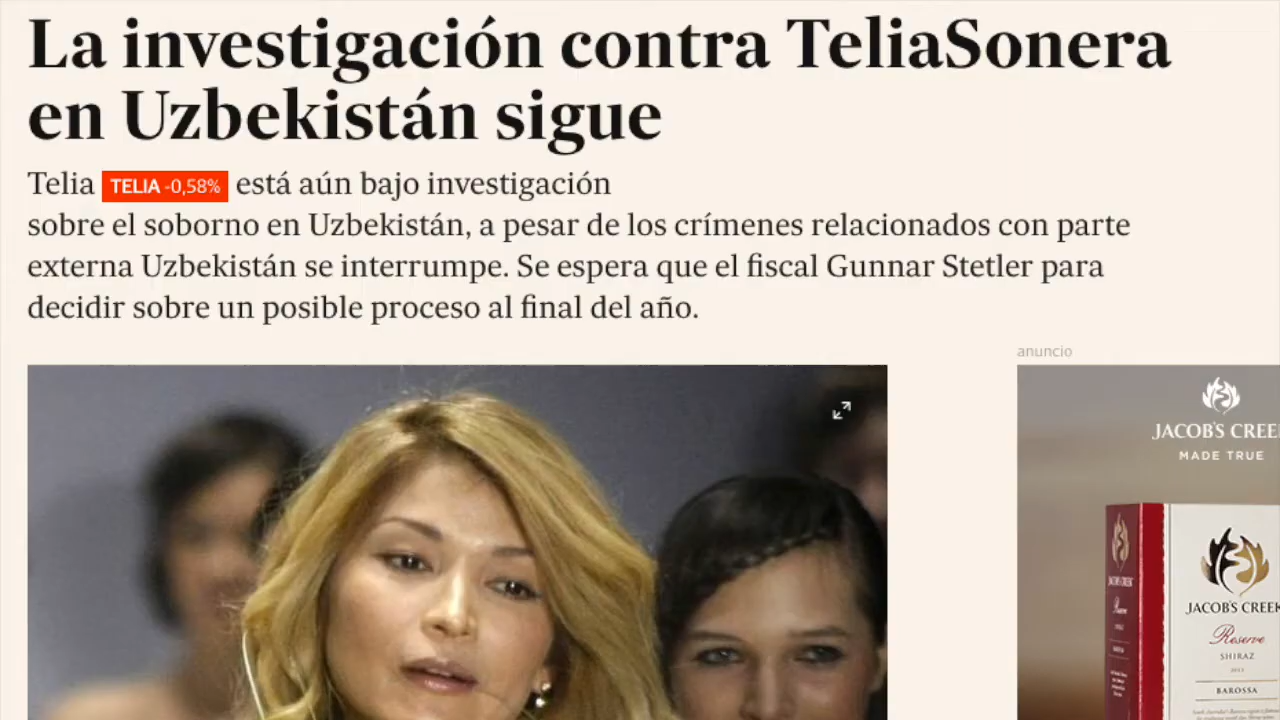 La investigación contra TeliaSonera
en Uzbekistán sigue
Telia TELIA -0,58% está aún bajo investigación
sobre el soborno en Uzbekistán, a pesar de los crímenes relacionados con parte
externa Uzbekistán se interrumpe. Se espera que el fiscal Gunnar Stetler para
decidir sobre un posible proceso al final del año.
anuncio
JACOB'S CREE
MADE TRUE
JACOB'S CREEK
Reserve
SHIRAZ
BAROSSA